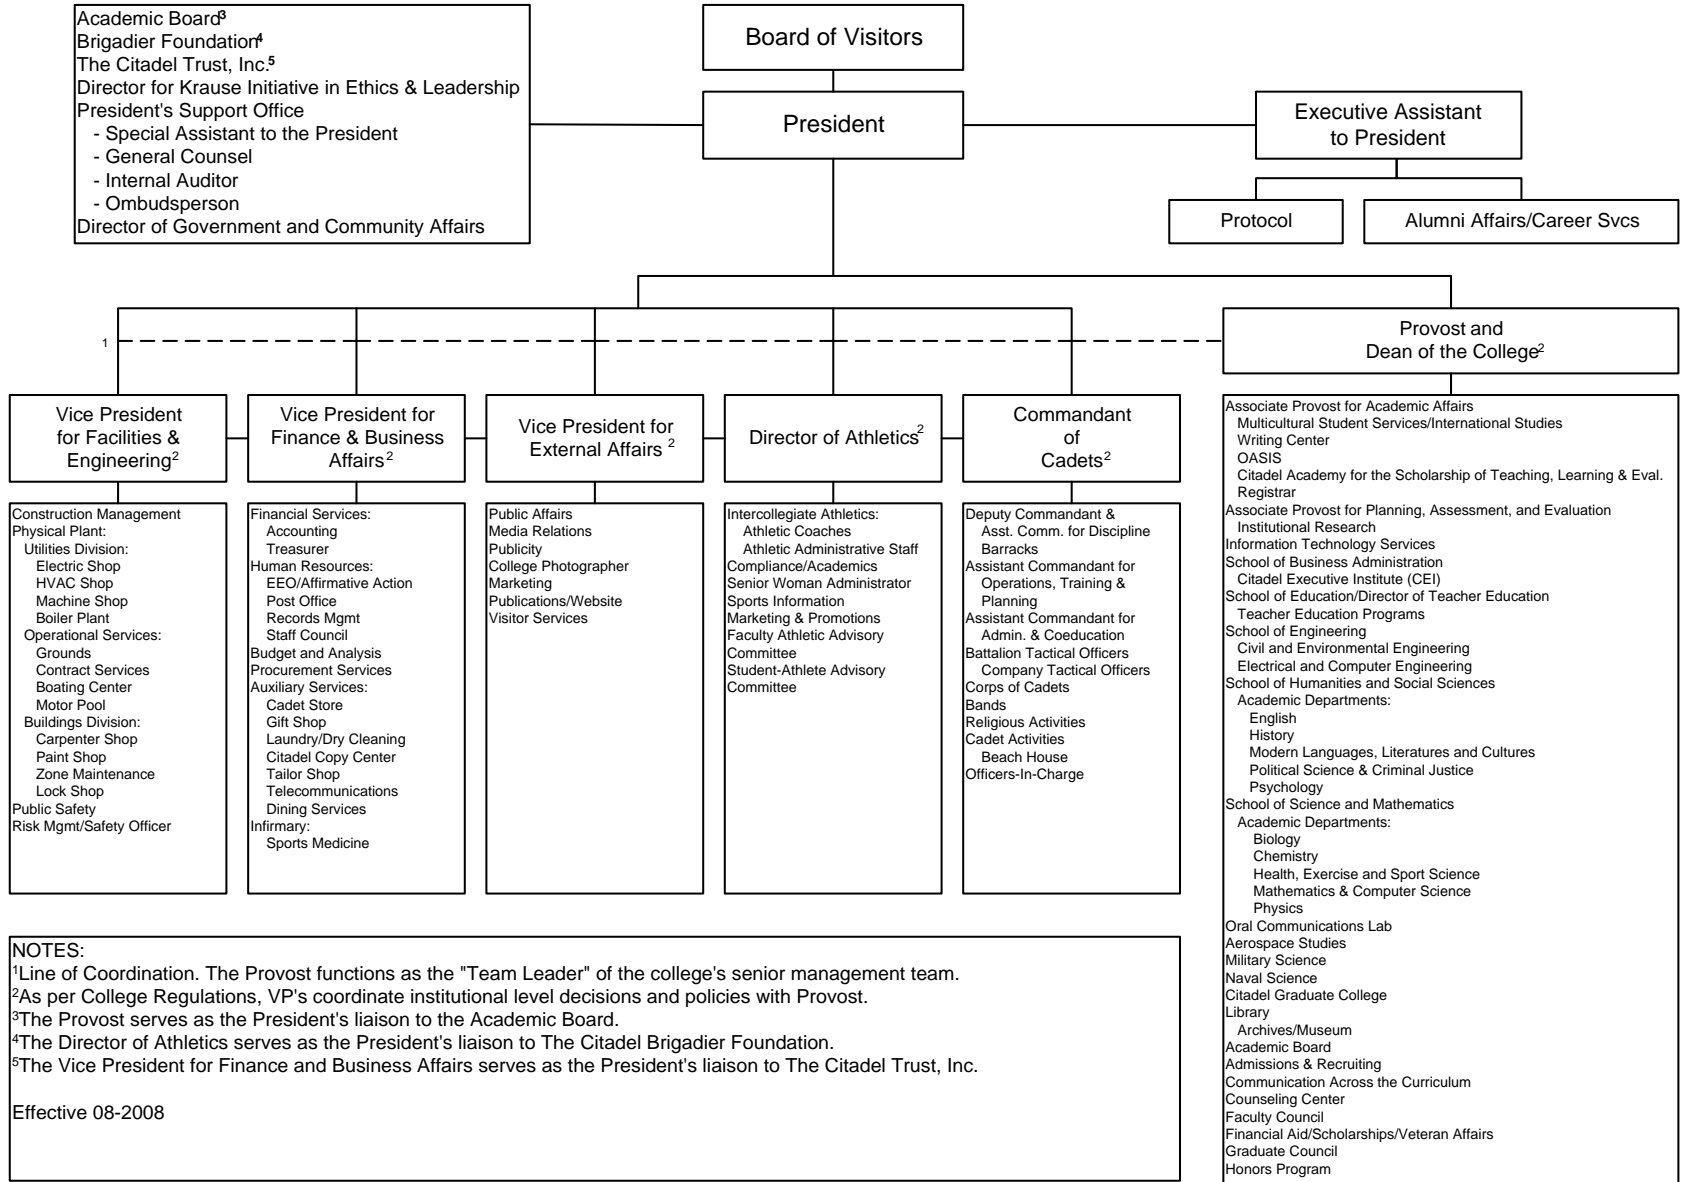 Academic Board³
Brigadier Foundation⁴
The Citadel Trust, Inc.⁵
Director for Krause Initiative in Ethics & Leadership
President's Support Office
- Special Assistant to the President
- General Counsel
- Internal Auditor
- Ombudsperson
Director of Government and Community Affairs
Board of Visitors
President
Executive Assistant
to President
Protocol
Alumni Affairs/Career Svcs
1
Provost and
Dean of the College²
Vice President
for Facilities &
Engineering²
Vice President for
Finance & Business
Affairs²
Vice President for
External Affairs ²
Director of Athletics²
Commandant
of
Cadets²
Construction Management
Physical Plant:
Utilities Division:
Electric Shop
HVAC Shop
Machine Shop
Boiler Plant
Operational Services:
Grounds
Contract Services
Boating Center
Motor Pool
Buildings Division:
Carpenter Shop
Paint Shop
Zone Maintenance
Lock Shop
Public Safety
Risk Mgmt/Safety Officer
Financial Services:
Accounting
Treasurer
Human Resources:
EEO/Affirmative Action
Post Office
Records Mgmt
Staff Council
Budget and Analysis
Procurement Services
Auxiliary Services:
Cadet Store
Gift Shop
Laundry/Dry Cleaning
Citadel Copy Center
Tailor Shop
Telecommunications
Dining Services
Infirmary:
Sports Medicine
Public Affairs
Media Relations
Publicity
College Photographer
Marketing
Publications/Website
Visitor Services
Intercollegiate Athletics:
Athletic Coaches
Athletic Administrative Staff
Compliance/Academics
Senior Woman Administrator
Sports Information
Marketing & Promotions
Faculty Athletic Advisory
Committee
Student-Athlete Advisory
Committee
Deputy Commandant &
Asst. Comm. for Discipline
Barracks
Assistant Commandant for
Operations, Training &
Planning
Assistant Commandant for
Admin. & Coeducation
Battalion Tactical Officers
Company Tactical Officers
Corps of Cadets
Bands
Religious Activities
Cadet Activities
Beach House
Officers-In-Charge
Associate Provost for Academic Affairs
Multicultural Student Services/International Studies
Writing Center
OASIS
Citadel Academy for the Scholarship of Teaching, Learning & Eval.
Registrar
Associate Provost for Planning, Assessment, and Evaluation
Institutional Research
Information Technology Services
School of Business Administration
Citadel Executive Institute (CEI)
School of Education/Director of Teacher Education
Teacher Education Programs
School of Engineering
Civil and Environmental Engineering
Electrical and Computer Engineering
School of Humanities and Social Sciences
Academic Departments:
English
History
Modern Languages, Literatures and Cultures
Political Science & Criminal Justice
Psychology
School of Science and Mathematics
Academic Departments:
Biology
Chemistry
Health, Exercise and Sport Science
Mathematics & Computer Science
Physics
Oral Communications Lab
Aerospace Studies
Military Science
Naval Science
Citadel Graduate College
Library
Archives/Museum
Academic Board
Admissions & Recruiting
Communication Across the Curriculum
Counseling Center
Faculty Council
Financial Aid/Scholarships/Veteran Affairs
Graduate Council
Honors Program
NOTES:
¹Line of Coordination. The Provost functions as the "Team Leader" of the college's senior management team.
²As per College Regulations, VP's coordinate institutional level decisions and policies with Provost.
³The Provost serves as the President's liaison to the Academic Board.
⁴The Director of Athletics serves as the President's liaison to The Citadel Brigadier Foundation.
⁵The Vice President for Finance and Business Affairs serves as the President's liaison to The Citadel Trust, Inc.
Effective 08-2008